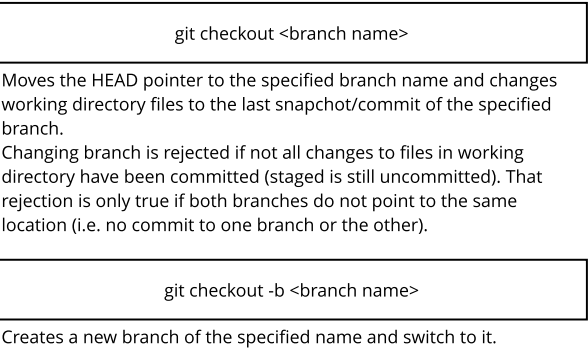 git checkout <branch name>
Moves the HEAD pointer to the specified branch name and changes
working directory files to the last snapchot/commit of the specified
branch.
Changing branch is rejected if not all changes to files in working
directory have been committed (staged is still uncommitted). That
rejection is only true if both branches do not point to the same
location (i.e. no commit to one branch or the other).
git checkout -b <branch name>
Creates a new branch of the specified name and switch to it.